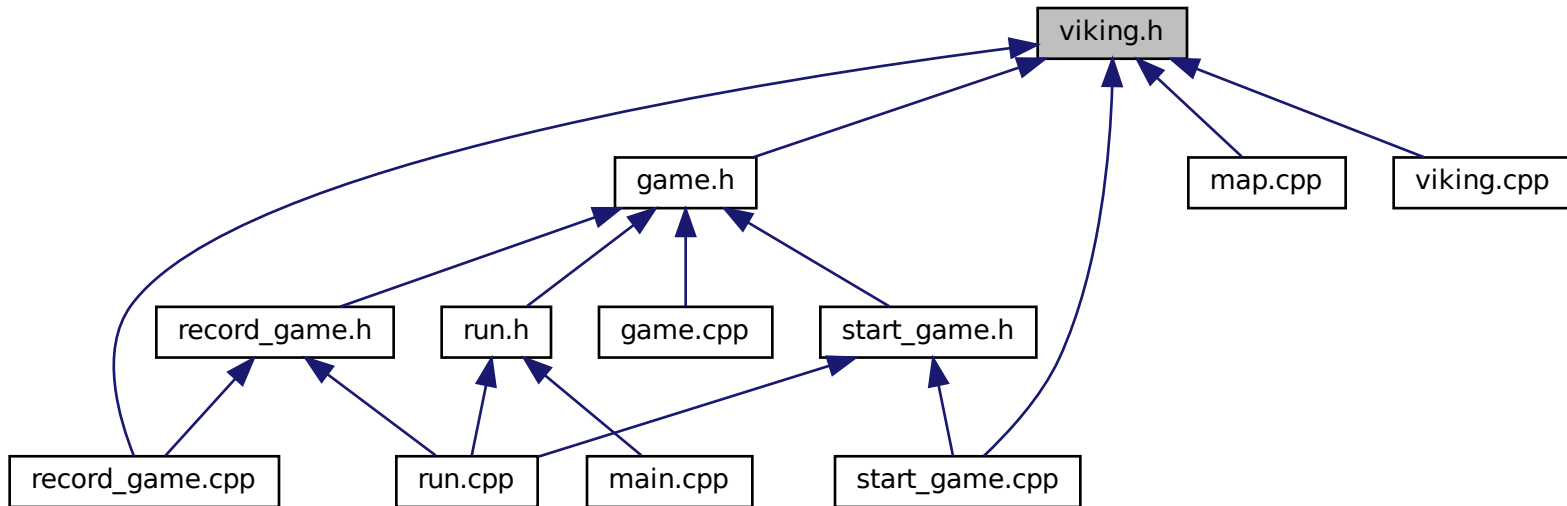 viking.h
game.h
map.cpp
viking.cpp
record_game.h
run.h
game.cpp
start_game.h
record_game.cpp
run.cpp
main.cpp
start_game.cpp